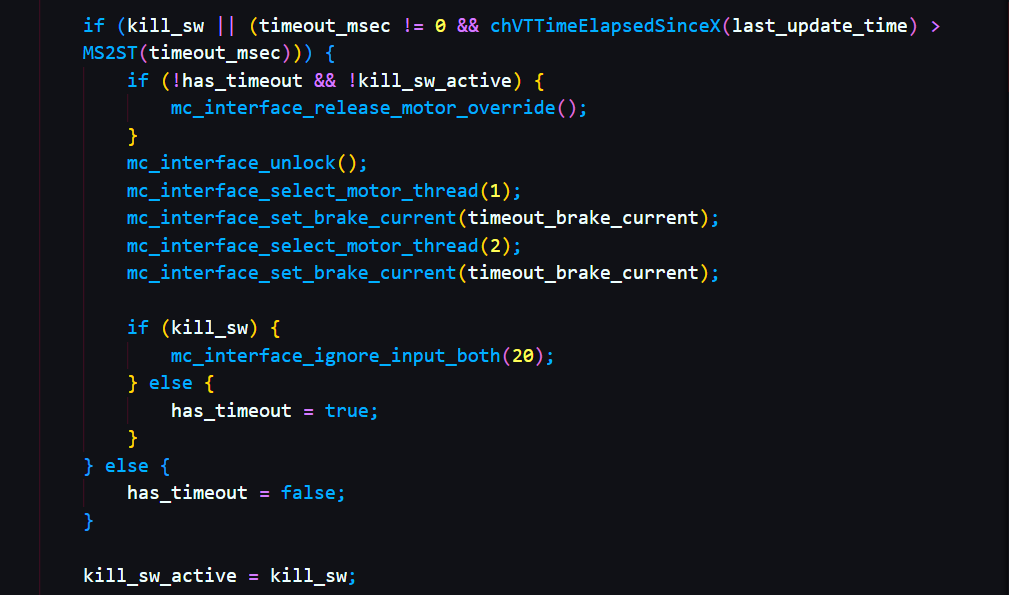 if (kill_sw || (timeout_msec != 0 && chVTTimeElapsedSinceX(last_update_time) >
MS2ST(timeout_msec))) {
if (!has_timeout && !kill_sw_active) {
mc_interface_release_motor_override();
}
mc_interface_unlock();
mc_interface_select_motor_thread(1);
mc_interface_set_brake_current(timeout_brake_current);
mc_interface_select_motor_thread(2);
mc_interface_set_brake_current(timeout_brake_current);
if (kill_sw) {
mc_interface_ignore_input_both(20);
} else {
has_timeout = true;
}
} else {
has_timeout = false;
}
kill_sw_active = kill_sw;